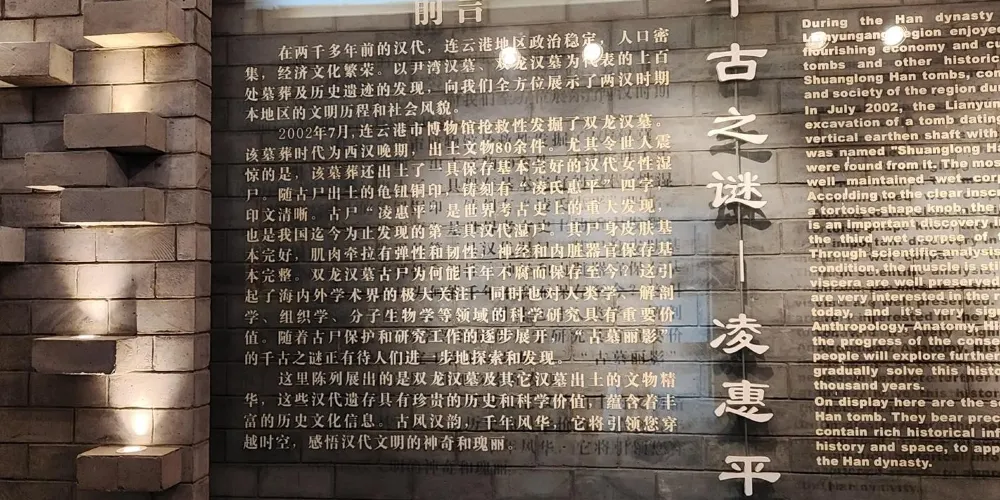 前言
在两千多年前的汉代，连云港地区政治稳定，人口密
集，经济文化繁荣。以尹湾汉墓、双龙汉墓为代表的上百
处墓葬及历史遗迹的发现，向我们全方位展示了两汉时期
本地区的文明历程和社会风貌。
2002年7月，连云港市博物馆抢救性发掘了双龙汉墓。
该墓葬时代为西汉晚期，出土文物80余件。尤其令世人震
惊的是，该墓葬还出土了一具保存基本完好的汉代女性湿
尸。随古尸出土的龟钮铜印，铸刻有“凌氏惠平”四字，
印文清晰。古尸“凌惠平”是世界考古史上的重大发现，
也是我国迄今为止发现的第三具汉代湿尸，其尸身皮肤基
本完好，肌肉牵拉有弹性和韧性，神经和内脏器官保存基
本完整。双龙汉墓古尸为何能千年不腐而保存至今？这引
起了海内外学术界的极大关注，同时也对人类学、解剖
学、组织学、分子生物学等领域的科学研究具有重要价
值。随着古尸保护和研究工作的逐步展开，“古墓丽影”
的千古之谜正有待人们进一步地探索和发现。
这里陈列展出的是双龙汉墓及其它汉墓出土的文物精
华，这些汉代遗存具有珍贵的历史和科学价值，蕴含着丰
富的历史文化信息。古风汉韵，千年风华，它将引领您穿
越时空，感悟汉代文明的神奇和瑰丽。
千古之谜—凌惠平
During the Han dynasty
Lianyungang region enjoyed
flourishing economy and cu
tombs and other historic
Shuanglong Han tombs, con
and society of the region du
In July 2002, the Lianyun
excavation of a tomb dating
vertical earthen shaft with
was named "Shuanglong Ha
were found from it. The mos
well maintained wet corp
According to the clear insc
a tortoise-shape knob, the
is an important discovery i
the third wet corpse of
Through scientific analysis
condition, the muscle is stil
viscera are well preserved
are very interested in the
today, and it's very sig
Anthropology, Anatomy, Hi
the progress of the cons
people will explore further
gradually solve this histo
thousand years.
On display here are the se
Han tomb. They bear prec
contain rich historical inf
history and space, to app
the Han dynasty.